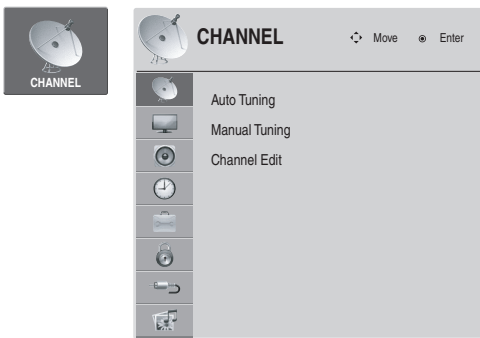 CHANNEL
CHANNEL Move Enter
Auto Tuning
Manual Tuning
Channel Edit